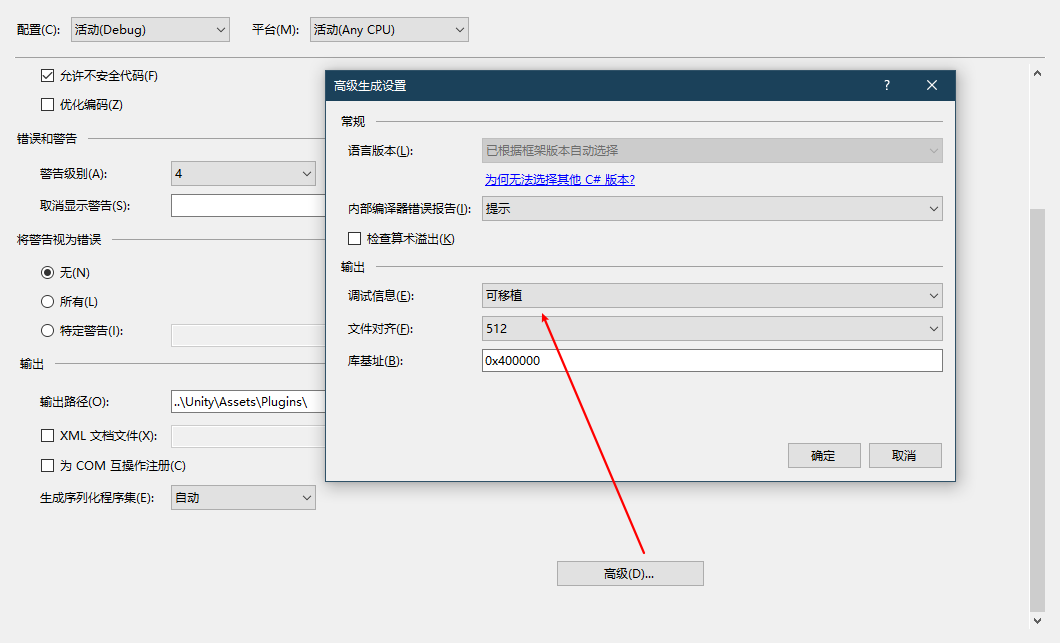 配置(C): 活动(Debug) 平台(M): 活动(Any CPU)
允许不安全代码(F)
优化编码(Z)
错误和警告
警告级别(A): 4
取消显示警告(S):
将警告视为错误
无(N)
所有(L)
特定警告(I):
输出
输出路径(O): ..\Unity\Assets\Plugins\
XML 文档文件(X):
为 COM 互操作注册(C)
生成序列化程序集(E): 自动
高级(D)...
高级生成设置 ?
常规
语言版本(L): 已根据框架版本自动选择
为何无法选择其他 C# 版本?
内部编译器错误报告(I): 提示
检查算术溢出(K)
输出
调试信息(E): 可移植
文件对齐(F): 512
库基址(B): 0x400000
确定 取消